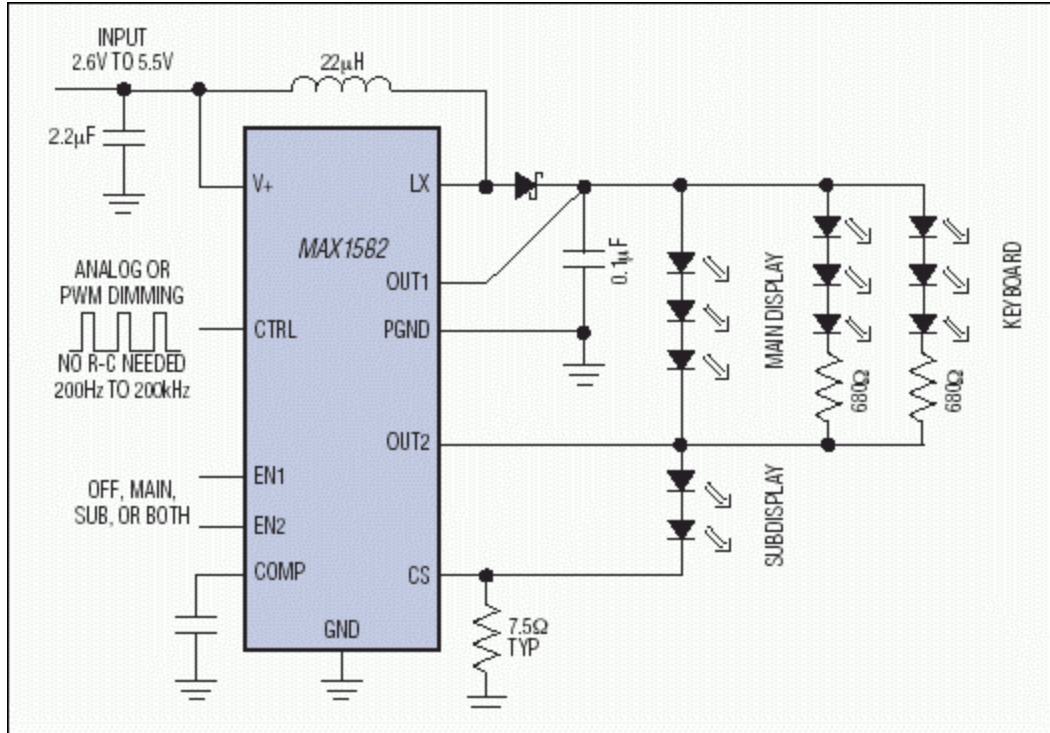 INPUT
2.6V TO 5.5V
22µH
2.2µF
V+
LX
MAX1582
OUT1
0.1µF
MAIN DISPLAY
KEYBOARD
ANALOG OR
PWM DIMMING
CTRL
PGND
NO R-C NEEDED
200Hz TO 200kHz
680Ω
680Ω
OUT2
EN1
OFF, MAIN,
SUB, OR BOTH
EN2
SUBDISPLAY
COMP
CS
GND
7.5Ω
TYP